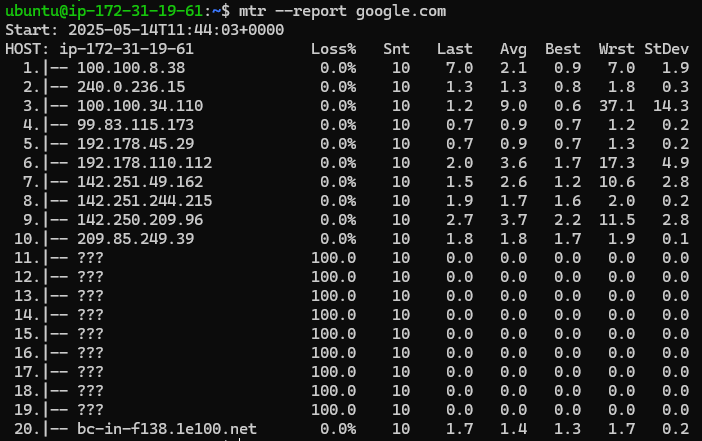 ubuntu@ip-172-31-19-61:~$ mtr --report google.com
Start: 2025-05-14T11:44:03+0000
HOST: ip-172-31-19-61             Loss%   Snt   Last   Avg  Best  Wrst StDev
  1.|-- 100.100.8.38               0.0%    10    7.0   2.1   0.9   7.0   1.9
  2.|-- 240.0.236.15               0.0%    10    1.3   1.3   0.8   1.8   0.3
  3.|-- 100.100.34.110             0.0%    10    1.2   9.0   0.6  37.1  14.3
  4.|-- 99.83.115.173              0.0%    10    0.7   0.9   0.7   1.2   0.2
  5.|-- 192.178.45.29              0.0%    10    0.7   0.9   0.7   1.3   0.2
  6.|-- 192.178.110.112            0.0%    10    2.0   3.6   1.7  17.3   4.9
  7.|-- 142.251.49.162             0.0%    10    1.5   2.6   1.2  10.6   2.8
  8.|-- 142.251.244.215            0.0%    10    1.9   1.7   1.6   2.0   0.2
  9.|-- 142.250.209.96             0.0%    10    2.7   3.7   2.2  11.5   2.8
 10.|-- 209.85.249.39              0.0%    10    1.8   1.8   1.7   1.9   0.1
 11.|-- ???                       100.0    10    0.0   0.0   0.0   0.0   0.0
 12.|-- ???                       100.0    10    0.0   0.0   0.0   0.0   0.0
 13.|-- ???                       100.0    10    0.0   0.0   0.0   0.0   0.0
 14.|-- ???                       100.0    10    0.0   0.0   0.0   0.0   0.0
 15.|-- ???                       100.0    10    0.0   0.0   0.0   0.0   0.0
 16.|-- ???                       100.0    10    0.0   0.0   0.0   0.0   0.0
 17.|-- ???                       100.0    10    0.0   0.0   0.0   0.0   0.0
 18.|-- ???                       100.0    10    0.0   0.0   0.0   0.0   0.0
 19.|-- ???                       100.0    10    0.0   0.0   0.0   0.0   0.0
 20.|-- bc-in-f138.1e100.net       0.0%    10    1.7   1.4   1.3   1.7   0.2